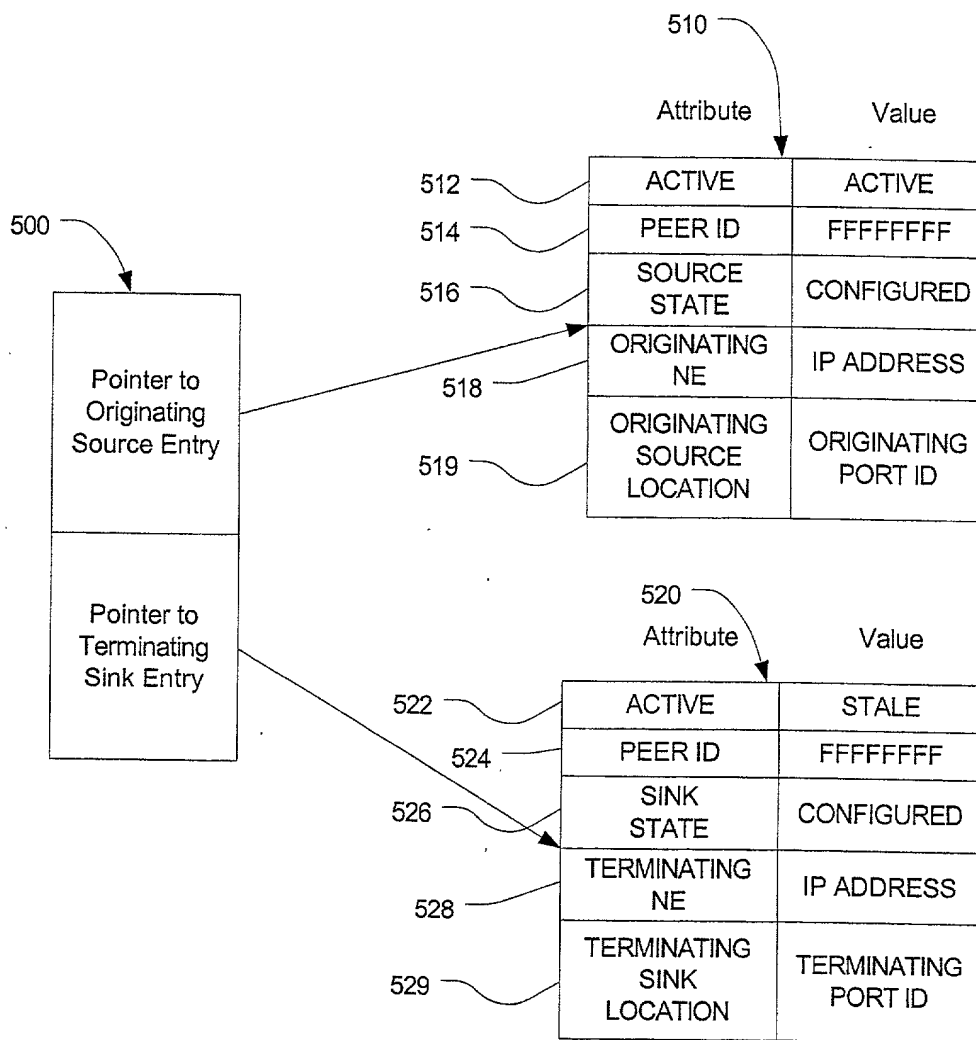 510
Attribute Value
512 ACTIVE ACTIVE
500
514 PEER ID FFFFFFFF
516 SOURCE
STATE CONFIGURED
518 ORIGINATING
NE IP ADDRESS
519 ORIGINATING
SOURCE
LOCATION
ORIGINATING
PORT ID
Pointer to
Originating
Source Entry
Pointer to
Terminating
Sink Entry
520
Attribute Value
522 ACTIVE STALE
524 PEER ID FFFFFFFF
526 SINK
STATE CONFIGURED
528 TERMINATING
NE IP ADDRESS
529 TERMINATING
SINK
LOCATION
TERMINATING
PORT ID